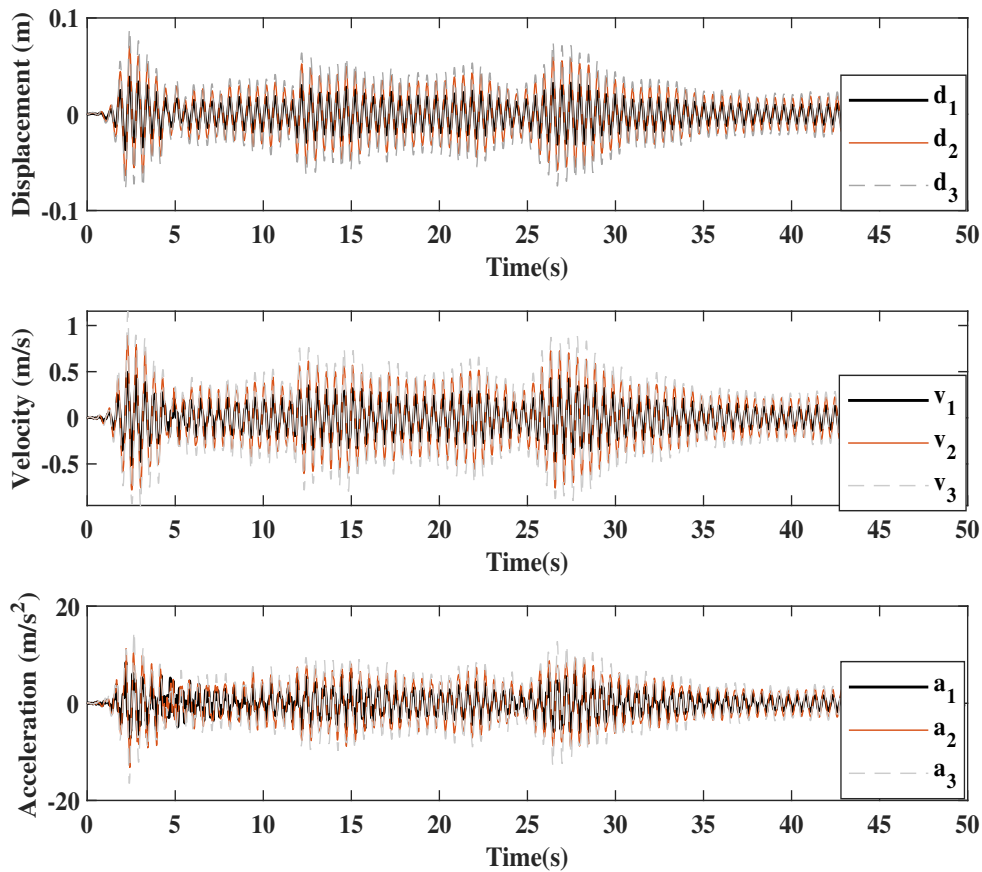 Displacement (m)
0.1
0
-0.1
d₁
d₂
d₃
0 5 10 15 20 25 30 35 40 45 50
Time(s)
Velocity (m/s)
1
0.5
0
-0.5
v₁
v₂
v₃
0 5 10 15 20 25 30 35 40 45 50
Time(s)
Acceleration (m/s²)
20
0
-20
a₁
a₂
a₃
0 5 10 15 20 25 30 35 40 45 50
Time(s)